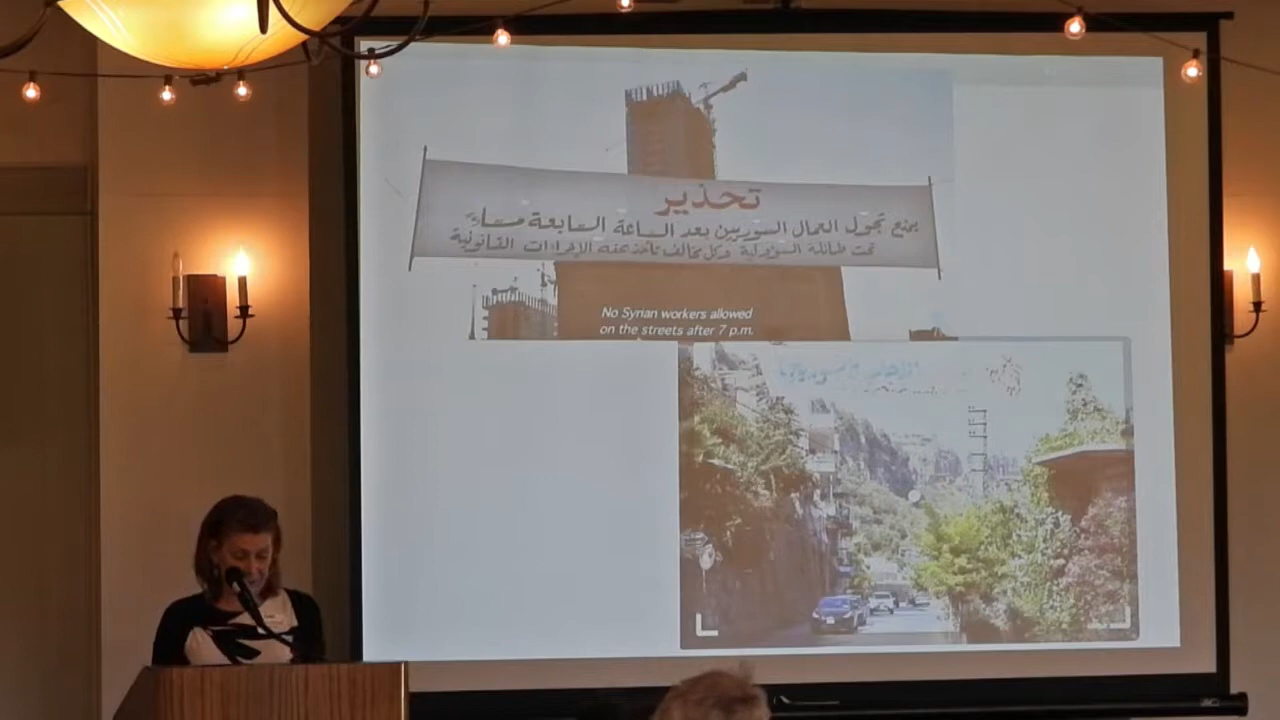 تحذير
يمنع تجول العمال السوريين بعد الساعة السابعة مساءً
تحت طائلة المسؤولية وكل مخالف تأخذ بحقه الإجراءات القانونية
No Syrian workers allowed
on the streets after 7 p.m.